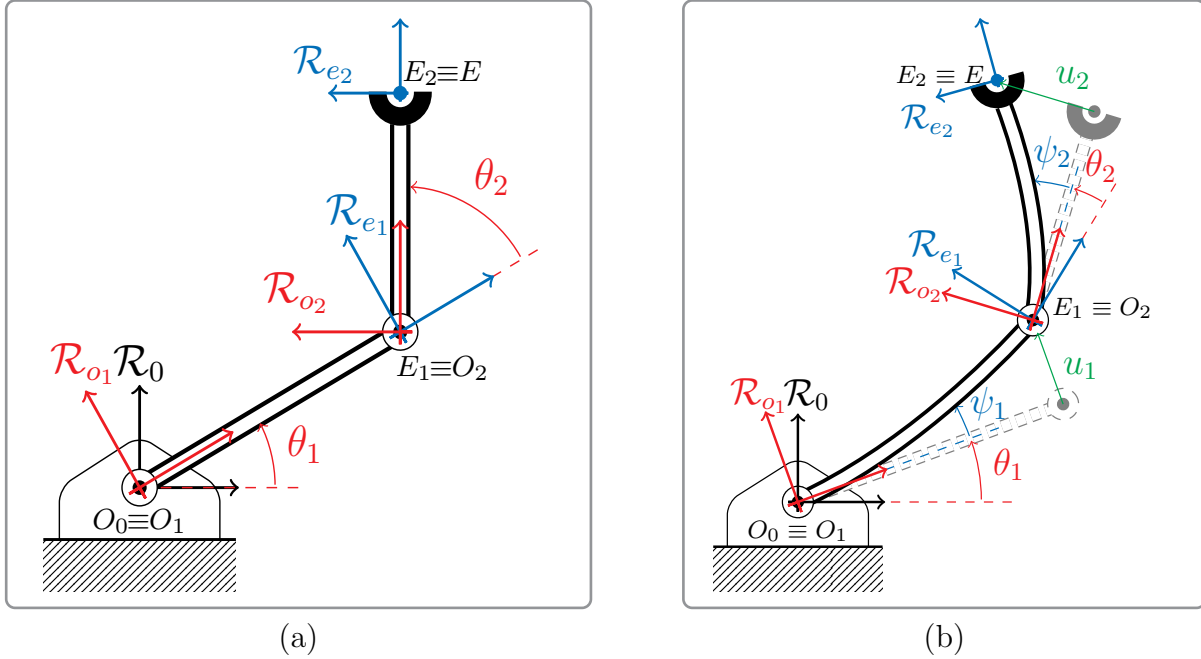 𝓡_{e_2}
E_2≡E
θ_2
𝓡_{e_1}
𝓡_{o_2}
E_1≡O_2
𝓡_{o_1} 𝓡_0
θ_1
O_0≡O_1
(a)
E_2 ≡ E
u_2
𝓡_{e_2}
ψ_2
θ_2
𝓡_{e_1}
𝓡_{o_2}
E_1 ≡ O_2
u_1
𝓡_{o_1} 𝓡_0
ψ_1
θ_1
O_0 ≡ O_1
(b)